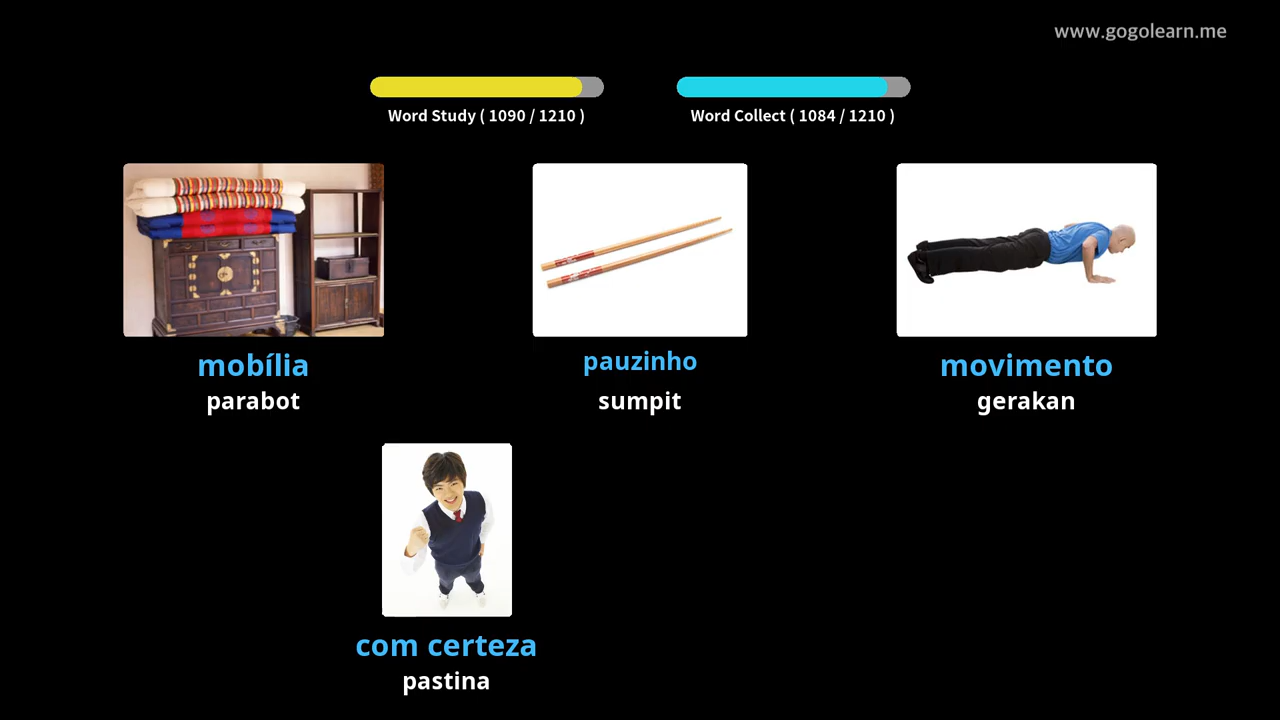 www.gogolearn.me
Word Study ( 1090 / 1210 )
Word Collect ( 1084 / 1210 )
mobília
parabot
pauzinho
sumpit
movimento
gerakan
com certeza
pastina